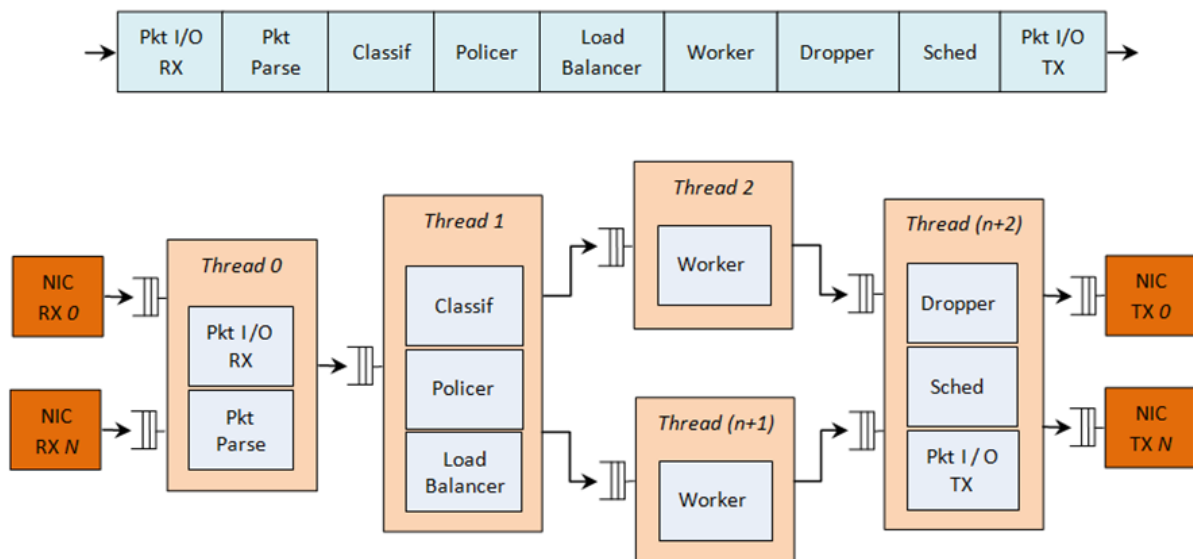 Pkt I/O
RX
Pkt
Parse
Classif
Policer
Load
Balancer
Worker
Dropper
Sched
Pkt I/O
TX
NIC
RX 0
NIC
RX N
Thread 0
Pkt I/O
RX
Pkt
Parse
Thread 1
Classif
Policer
Load
Balancer
Thread 2
Worker
Thread (n+1)
Worker
Thread (n+2)
Dropper
Sched
Pkt I / O
TX
NIC
TX 0
NIC
TX N